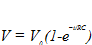 V = V₀(1-e^-t/RC)